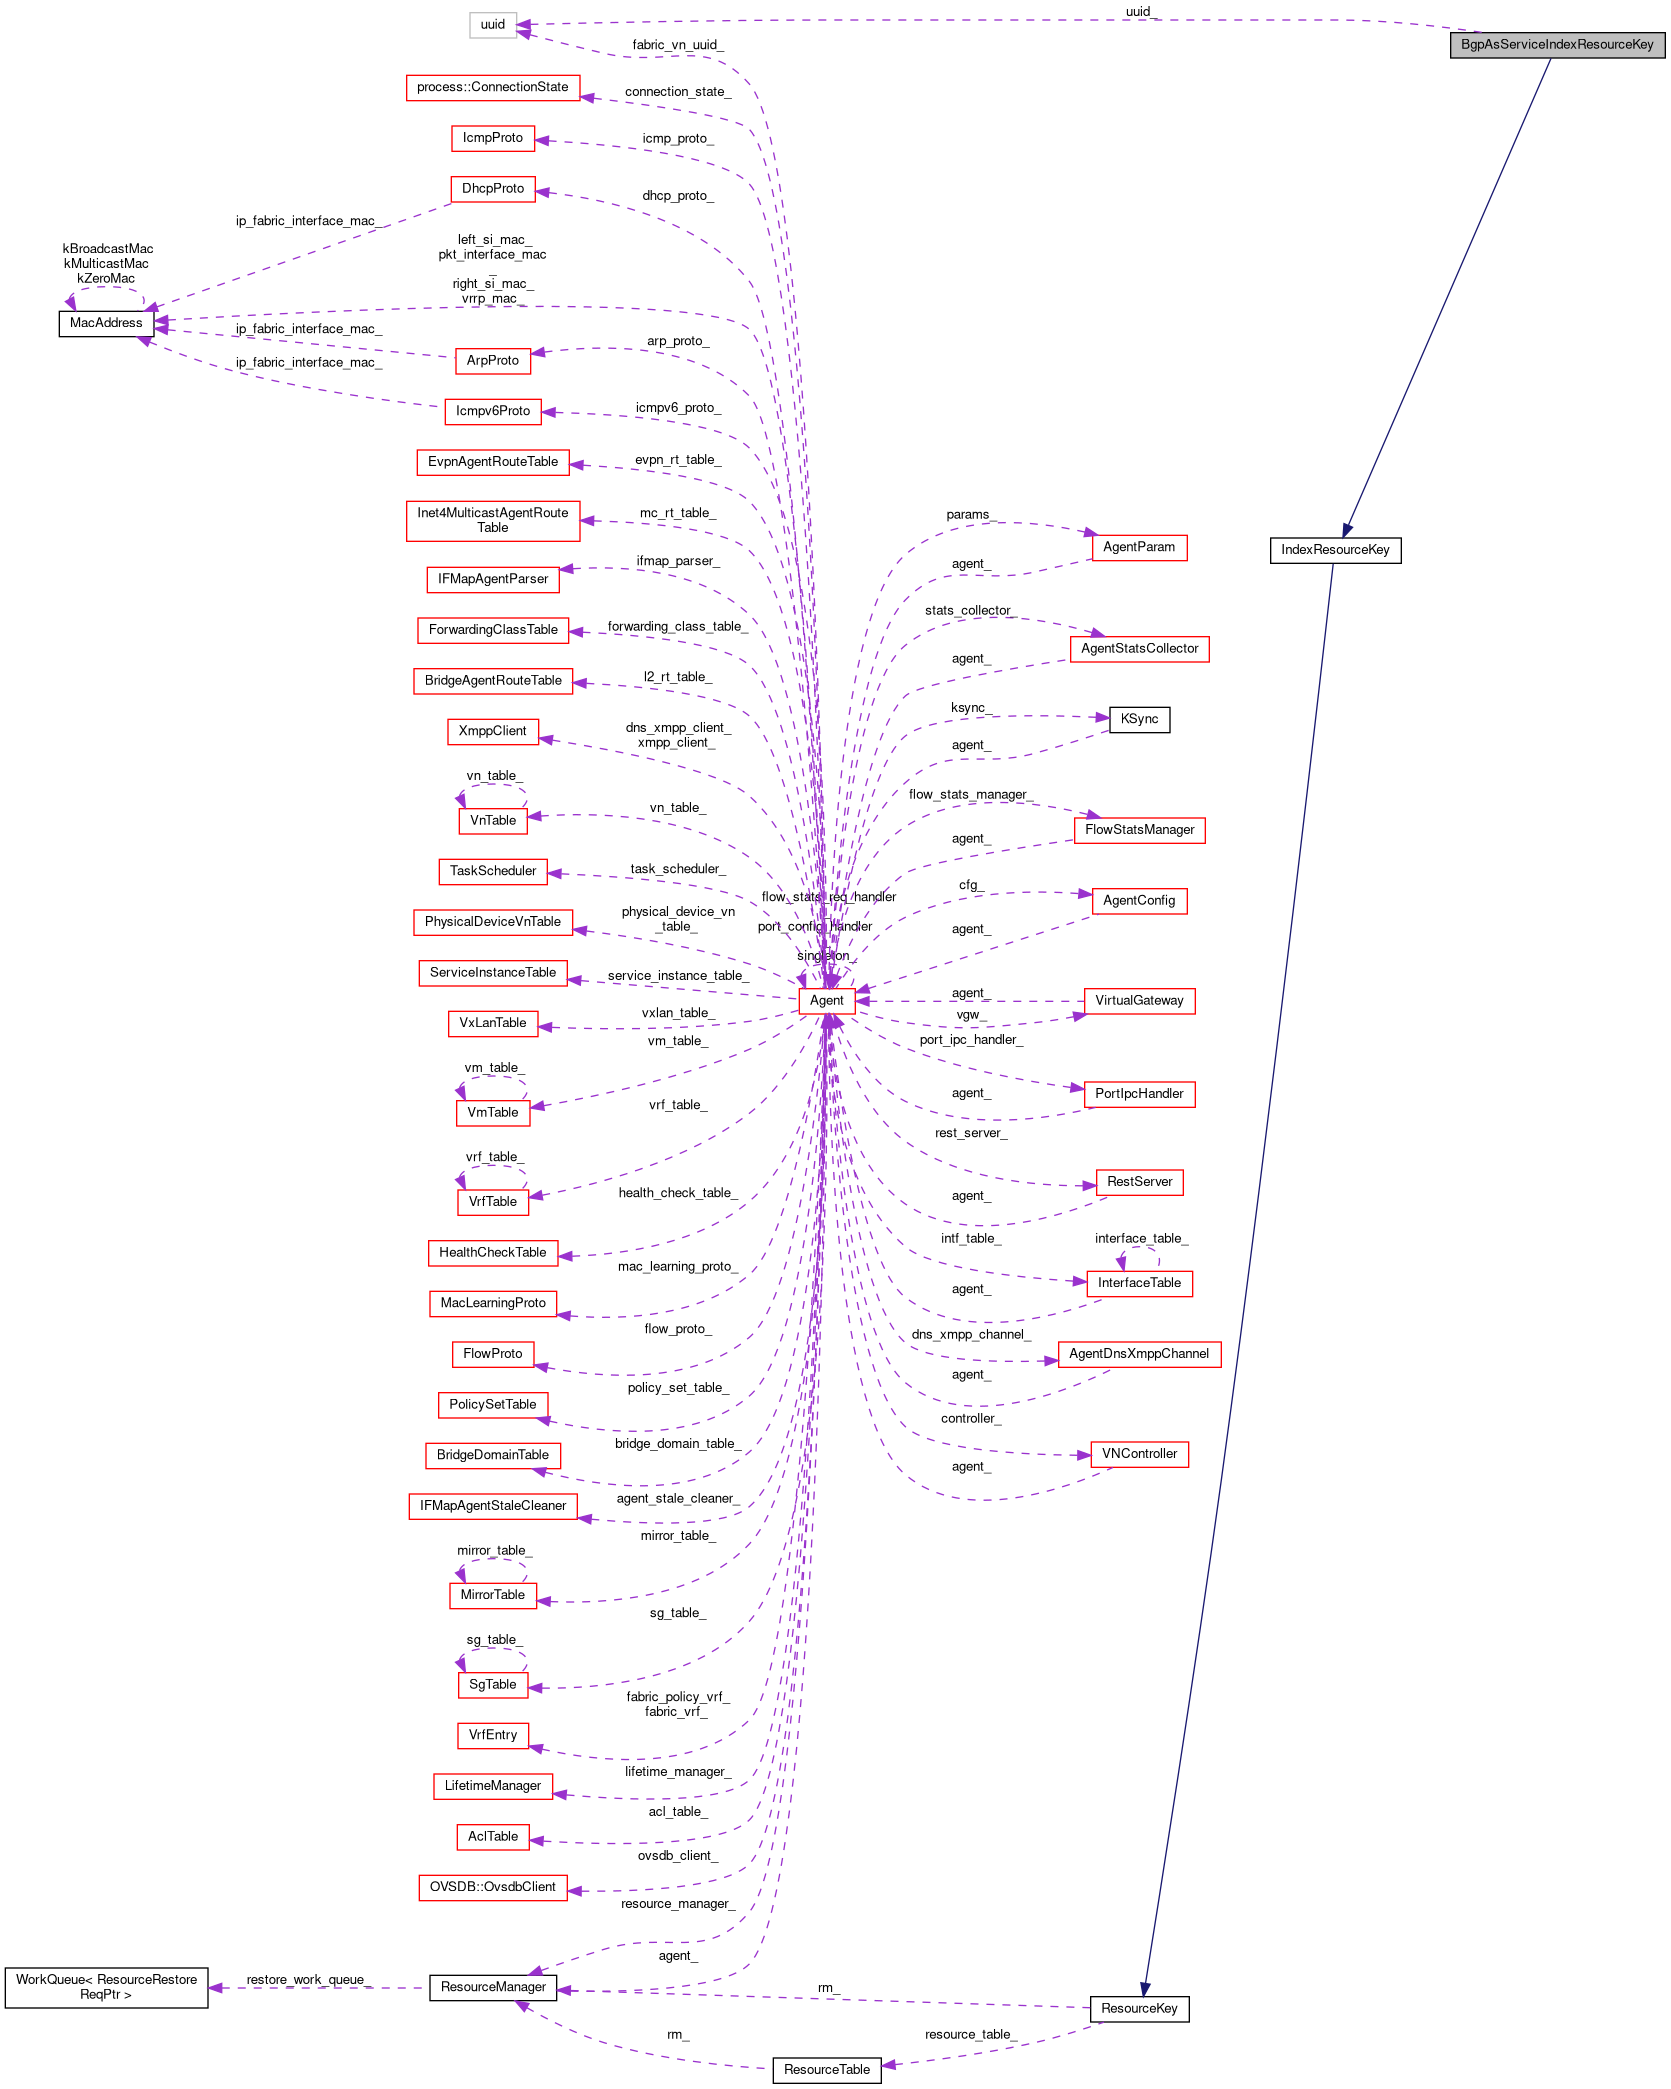 uuid
uuid_
BgpAsServiceIndexResourceKey
fabric_vn_uuid_
process::ConnectionState
connection_state_
IcmpProto
icmp_proto_
DhcpProto
dhcp_proto_
ip_fabric_interface_mac_
kBroadcastMac
kMulticastMac
kZeroMac
left_si_mac_
pkt_interface_mac
_
right_si_mac_
vrrp_mac_
MacAddress
ip_fabric_interface_mac_
ArpProto
arp_proto_
ip_fabric_interface_mac_
Icmpv6Proto
icmpv6_proto_
EvpnAgentRouteTable
evpn_rt_table_
Inet4MulticastAgentRoute
Table
mc_rt_table_
params_
AgentParam
IndexResourceKey
IFMapAgentParser
ifmap_parser_
agent_
ForwardingClassTable
forwarding_class_table_
stats_collector_
AgentStatsCollector
BridgeAgentRouteTable
l2_rt_table_
agent_
XmppClient
dns_xmpp_client_
xmpp_client_
ksync_
KSync
agent_
vn_table_
VnTable
vn_table_
flow_stats_manager_
FlowStatsManager
agent_
TaskScheduler
task_scheduler_
flow_stats_req_handler
_
port_config_handler
_
singleton_
cfg_
AgentConfig
agent_
PhysicalDeviceVnTable
physical_device_vn
_table_
ServiceInstanceTable
service_instance_table_
Agent
agent_
vgw_
VirtualGateway
VxLanTable
vxlan_table_
vm_table_
port_ipc_handler_
PortIpcHandler
agent_
vm_table_
VmTable
vrf_table_
rest_server_
RestServer
agent_
vrf_table_
VrfTable
health_check_table_
HealthCheckTable
intf_table_
interface_table_
InterfaceTable
agent_
mac_learning_proto_
MacLearningProto
flow_proto_
FlowProto
dns_xmpp_channel_
AgentDnsXmppChannel
agent_
policy_set_table_
PolicySetTable
controller_
VNController
agent_
bridge_domain_table_
BridgeDomainTable
agent_stale_cleaner_
IFMapAgentStaleCleaner
mirror_table_
mirror_table_
MirrorTable
sg_table_
sg_table_
SgTable
fabric_policy_vrf_
fabric_vrf_
VrfEntry
lifetime_manager_
LifetimeManager
acl_table_
AclTable
ovsdb_client_
OVSDB::OvsdbClient
resource_manager_
agent_
WorkQueue< ResourceRestore
ReqPtr >
restore_work_queue_
ResourceManager
rm_
ResourceKey
rm_
resource_table_
ResourceTable